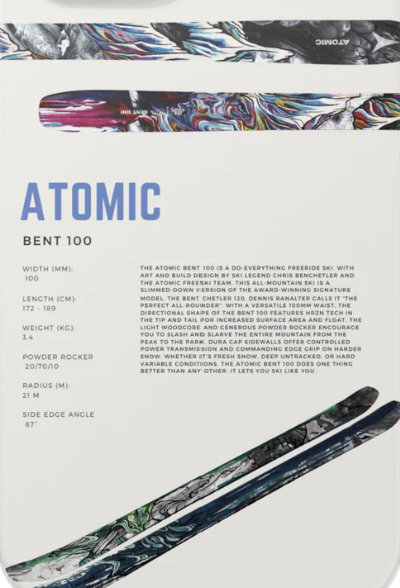 ATOMIC
BENT 100
ATOMIC
BENT 100
WIDTH (MM):
100
LENGTH (CM):
172 - 189
WEIGHT (KG):
3.4
POWDER ROCKER
20/70/10
RADIUS (M):
21 M
SIDE EDGE ANGLE
87°
THE ATOMIC BENT 100 IS A DO-EVERYTHING FREERIDE SKI. WITH
ART AND BUILD DESIGN BY SKI LEGEND CHRIS BENCHETLER AND
THE ATOMIC FREESKI TEAM, THIS ALL-MOUNTAIN SKI IS A
SLIMMED-DOWN VERSION OF THE AWARD WINNING SIGNATURE
MODEL, THE BENT CHETLER 120. DENNIS RANALTER CALLS IT "THE
PERFECT ALL-ROUNDER". WITH A VERSATILE 100MM WAIST, THE
DIRECTIONAL SHAPE OF THE BENT 100 FEATURES HRZN TECH IN
THE TIP AND TAIL FOR INCREASED SURFACE AREA AND FLOAT. THE
LIGHT WOODCORE AND GENEROUS POWDER ROCKER ENCOURAGE
YOU TO SLASH AND SLARVE THE ENTIRE MOUNTAIN FROM THE
PEAK TO THE PARK. DURA CAP SIDEWALLS OFFER CONTROLLED
POWER TRANSMISSION AND COMMANDING EDGE GRIP ON HARDER
SNOW. WHETHER IT'S FRESH SNOW, DEEP UNTRACKED, OR HARD
VARIABLE CONDITIONS, THE ATOMIC BENT 100 DOES ONE THING
BETTER THAN ANY OTHER: IT LETS YOU SKI LIKE YOU.